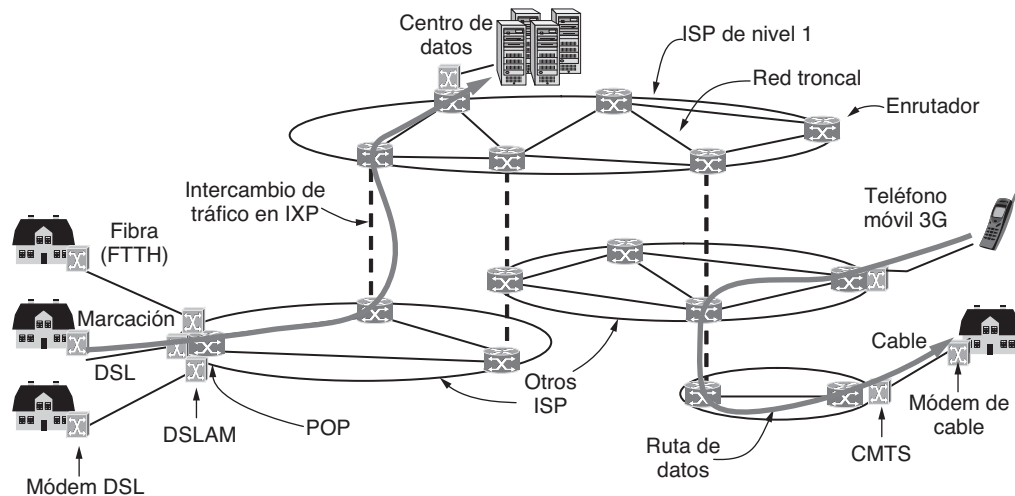 Centro de
datos
ISP de nivel 1
Red troncal
Enrutador
Intercambio de
tráfico en IXP
Teléfono
móvil 3G
Fibra
(FTTH)
Marcación
DSL
Cable
Otros
ISP
ISP
POP
DSLAM
Módem DSL
Ruta de
datos
CMTS
Módem de
cable